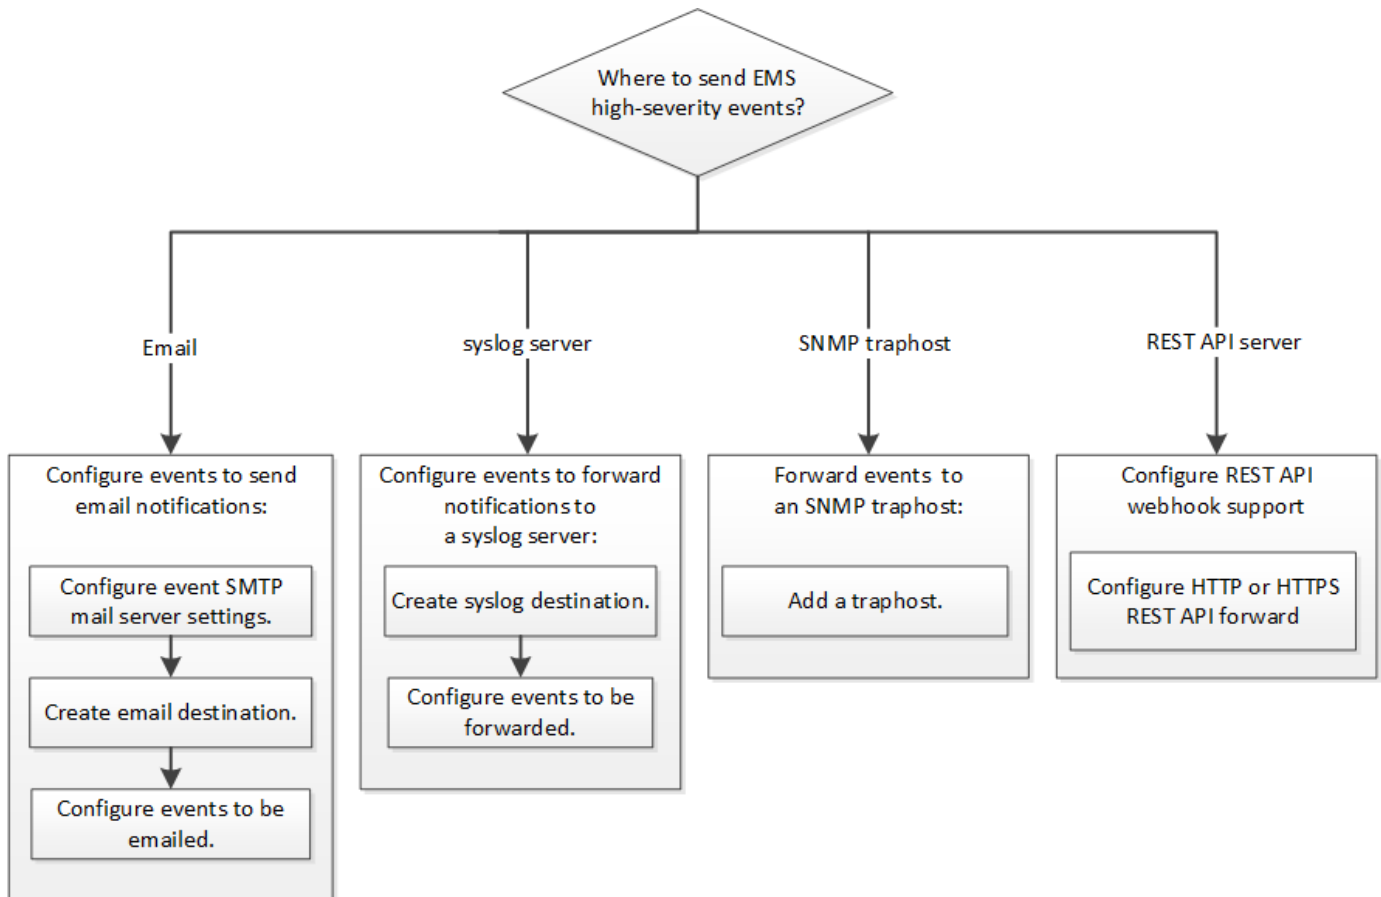 Where to send EMS
high-severity events?
Email
syslog server
SNMP traphost
REST API server
Configure events to send
email notifications:
Configure event SMTP
mail server settings.
Create email destination.
Configure events to be
emailed.
Configure events to forward
notifications to
a syslog server:
Create syslog destination.
Configure events to be
forwarded.
Forward events to
an SNMP traphost:
Add a traphost.
Configure REST API
webhook support
Configure HTTP or HTTPS
REST API forward